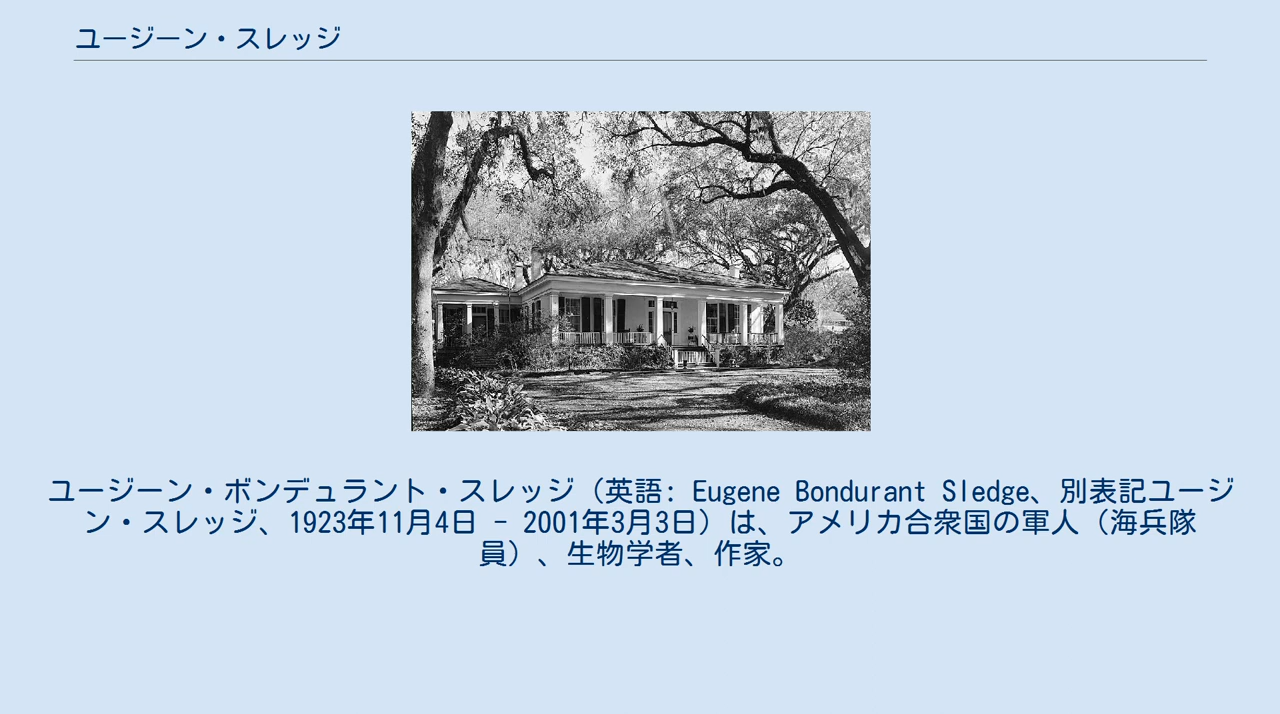 ユージーン・スレッジ
ユージーン・ボンデュラント・スレッジ（英語: Eugene Bondurant Sledge、別表記ユージ
ン・スレッジ、1923年11月4日 - 2001年3月3日）は、アメリカ合衆国の軍人（海兵隊
員）、生物学者、作家。